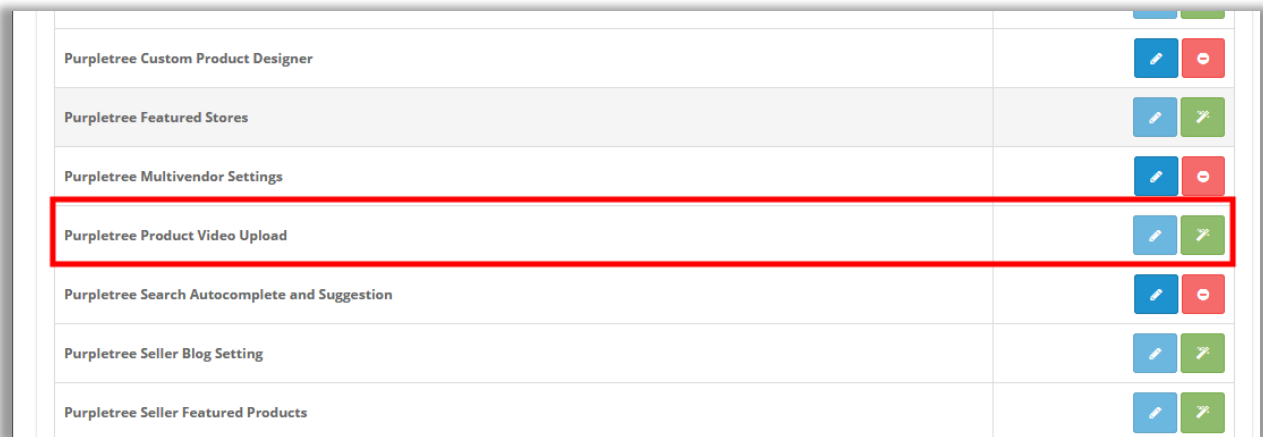 Purpletree Custom Product Designer
Purpletree Featured Stores
Purpletree Multivendor Settings
Purpletree Product Video Upload
Purpletree Search Autocomplete and Suggestion
Purpletree Seller Blog Setting
Purpletree Seller Featured Products